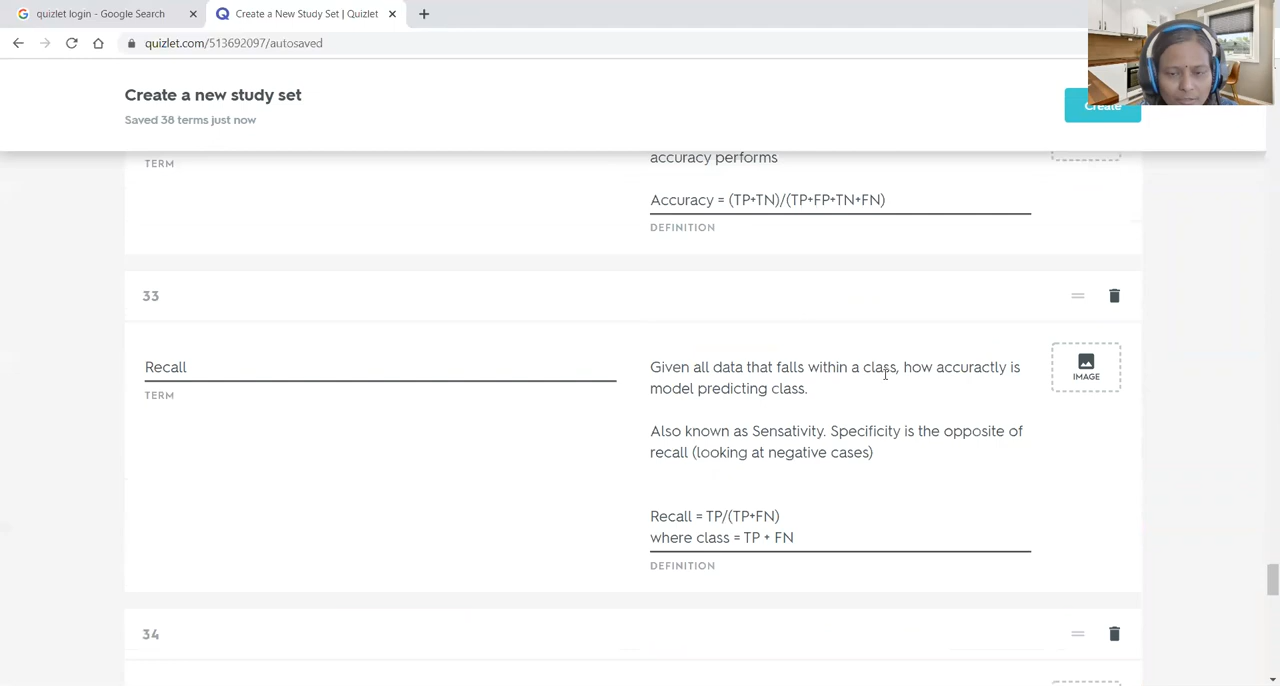 quizlet login - Google Search
Create a New Study Set | Quizlet
quizlet.com/513692097/autosaved
Create a new study set
Saved 38 terms just now
Create
TERM
accuracy performs
Accuracy = (TP+TN)/(TP+FP+TN+FN)
DEFINITION
33
Recall
TERM
Given all data that falls within a class, how accuractly is
model predicting class.
Also known as Sensativity. Specificity is the opposite of
recall (looking at negative cases)
Recall = TP/(TP+FN)
where class = TP + FN
DEFINITION
IMAGE
34